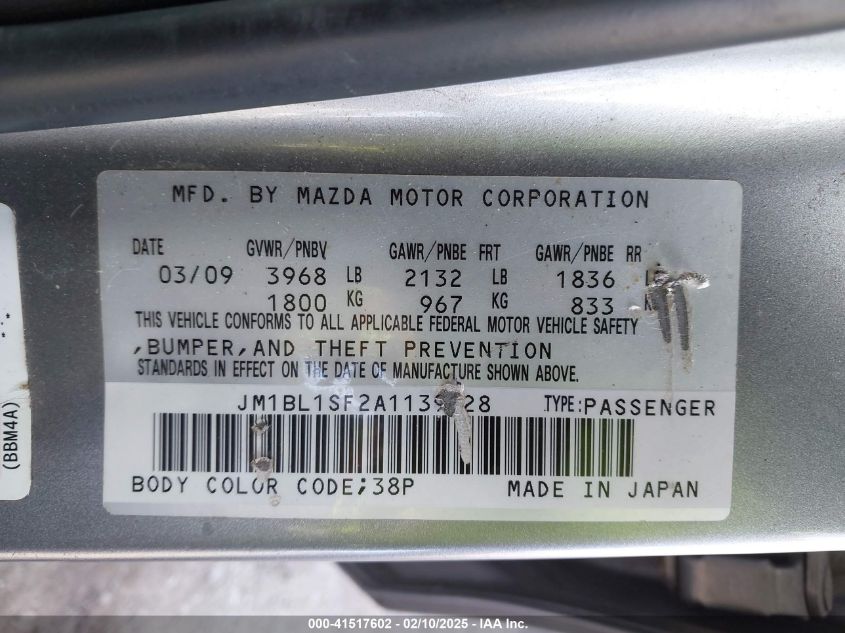 MFD. BY MAZDA MOTOR CORPORATION
DATE GVWR/PNBV GAWR/PNBE FRT GAWR/PNBE RR
03/09 3968 LB 2132 LB 1836
1800 KG 967 KG 833
THIS VEHICLE CONFORMS TO ALL APPLICABLE FEDERAL MOTOR VEHICLE SAFETY
,BUMPER,AND THEFT PREVENTION
STANDARDS IN EFFECT ON THE DATE OF MANUFACTURE SHOWN ABOVE.
TYPE:PASSENGER
BODY COLOR CODE;38P MADE IN JAPAN
(BBM4A)
000-41517602 - 02/10/2025 - IAA Inc.